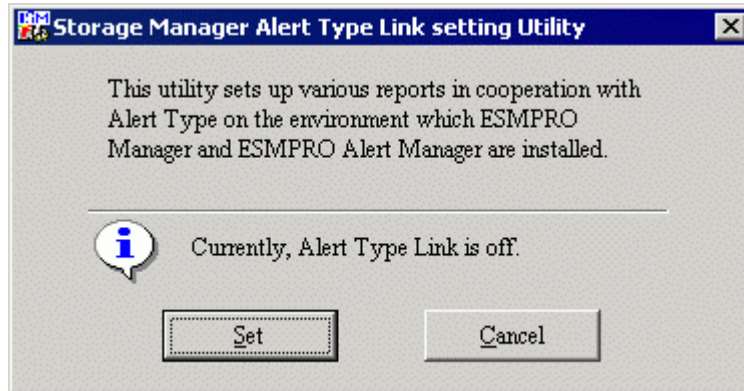 Storage Manager Alert Type Link setting Utility
This utility sets up various reports in cooperation with
Alert Type on the environment which ESMPRO
Manager and ESMPRO Alert Manager are installed.
Currently, Alert Type Link is off.
Set
Cancel